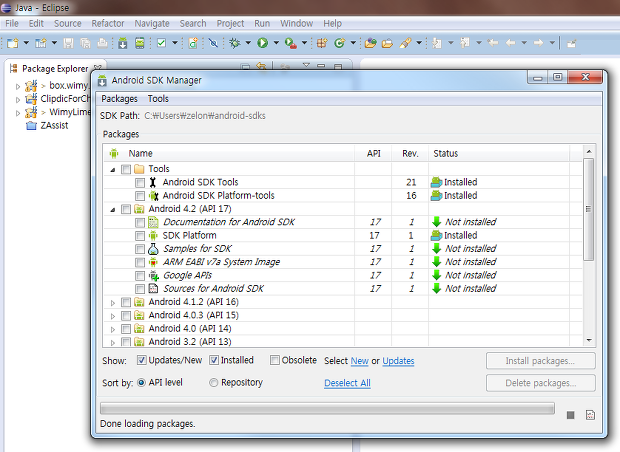 Java - Eclipse
File Edit Source Refactor Navigate Search Project Run Window Help
Package Explorer
> box.wimy
ClipdicForCh
> WimyLime
ZAssist
Android SDK Manager
Packages Tools
SDK Path: C:₩Users₩zelon₩android-sdks
Packages
Name API Rev. Status
Tools
Android SDK Tools 21 Installed
Android SDK Platform-tools 16 Installed
Android 4.2 (API 17)
Documentation for Android SDK 17 1 Not installed
SDK Platform 17 1 Installed
Samples for SDK 17 1 Not installed
ARM EABI v7a System Image 17 1 Not installed
Google APIs 17 1 Not installed
Sources for Android SDK 17 1 Not installed
Android 4.1.2 (API 16)
Android 4.0.3 (API 15)
Android 4.0 (API 14)
Android 3.2 (API 13)
Show: Updates/New Installed Obsolete Select New or Updates Install packages...
Sort by: API level Repository Deselect All Delete packages...
Done loading packages.